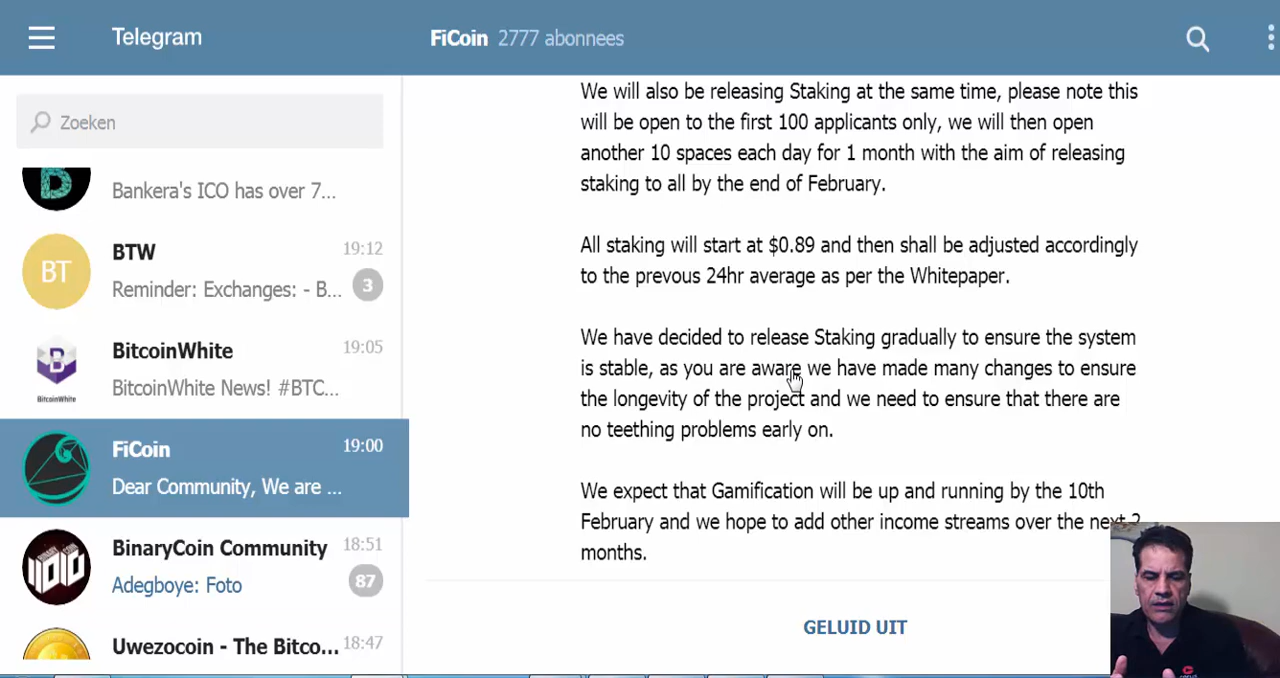 Telegram
FiCoin 2777 abonnees
Zoeken
Bankera's ICO has over 7...
BTW 19:12
Reminder: Exchanges: - B... 3
BT
BitcoinWhite 19:05
BitcoinWhite News! #BTC...
BitcoinWhite
FiCoin 19:00
Dear Community, We are ...
BinaryCoin Community 18:51
Adegboye: Foto 87
Uwezocoin - The Bitco... 18:47
We will also be releasing Staking at the same time, please note this
will be open to the first 100 applicants only, we will then open
another 10 spaces each day for 1 month with the aim of releasing
staking to all by the end of February.
All staking will start at $0.89 and then shall be adjusted accordingly
to the prevous 24hr average as per the Whitepaper.
We have decided to release Staking gradually to ensure the system
is stable, as you are aware we have made many changes to ensure
the longevity of the project and we need to ensure that there are
no teething problems early on.
We expect that Gamification will be up and running by the 10th
February and we hope to add other income streams over the next 2
months.
GELUID UIT